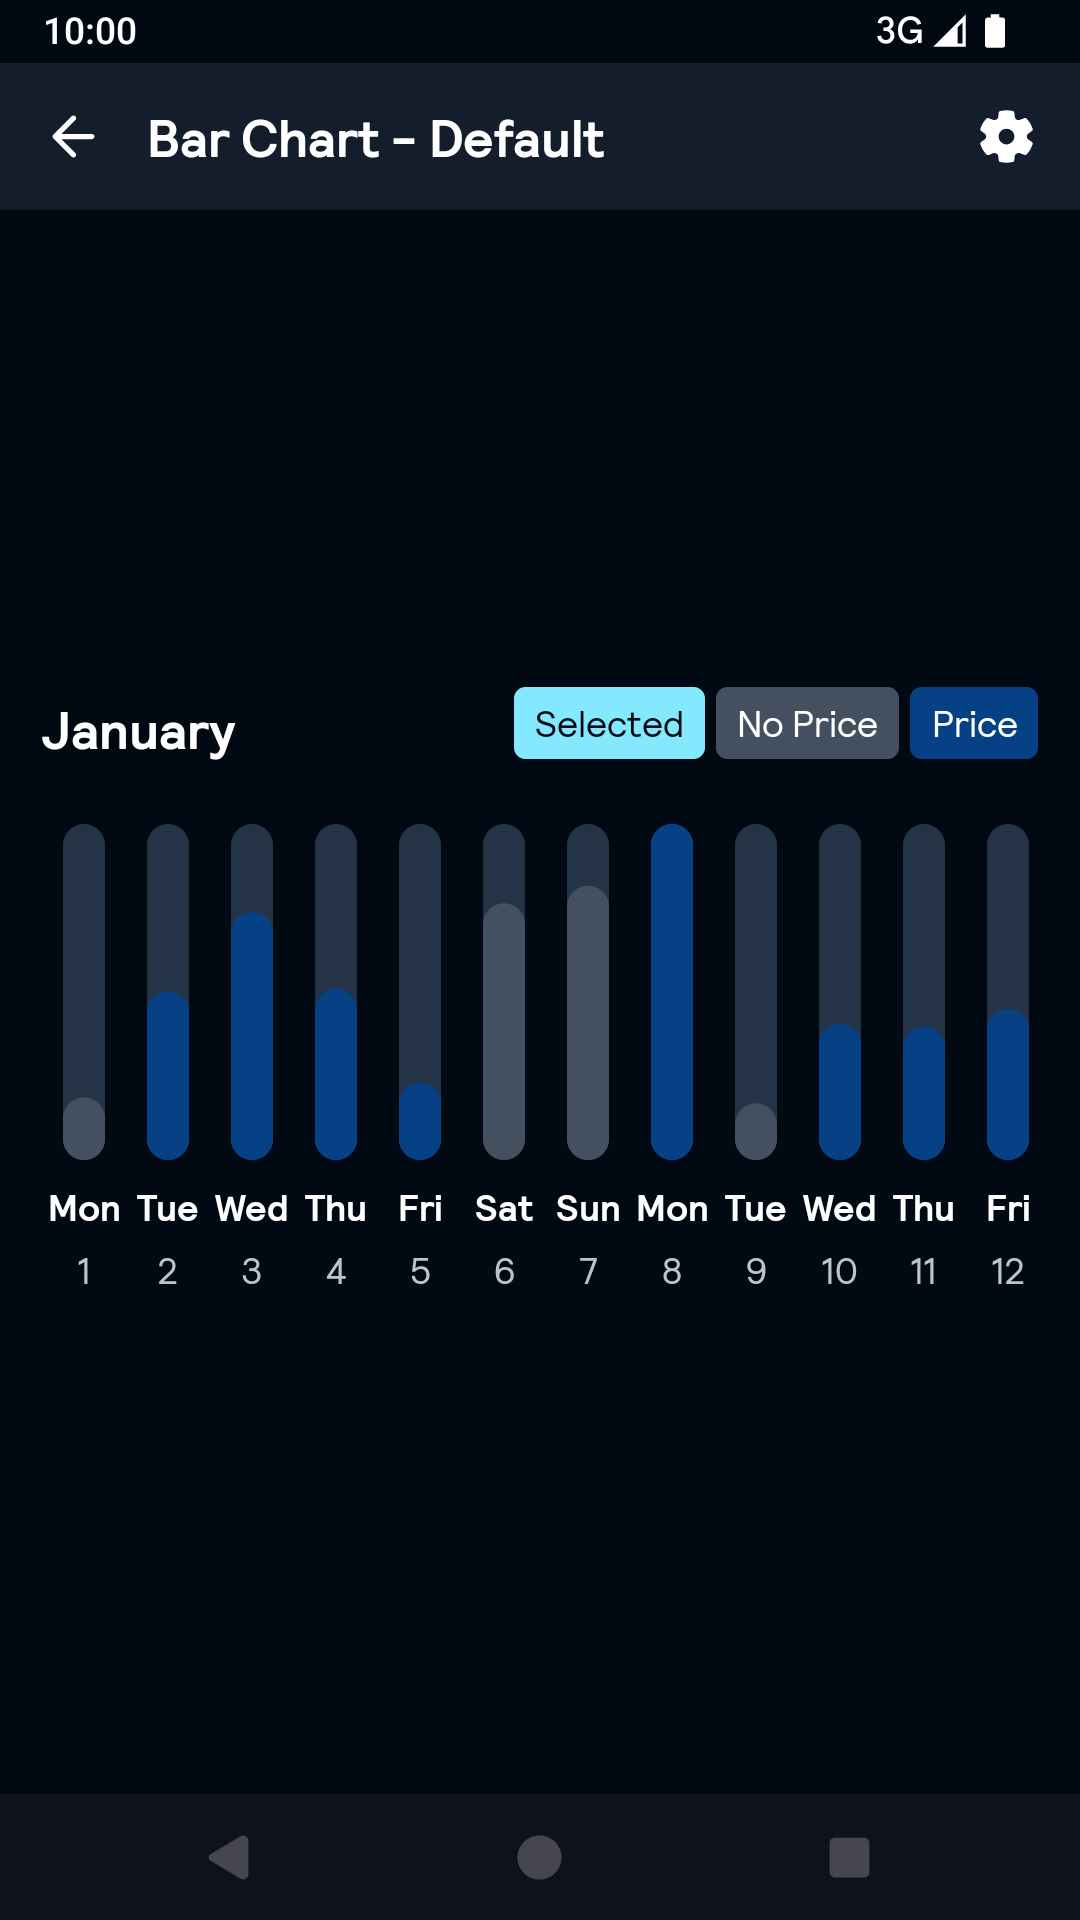 10:00 3G
Bar Chart - Default
January Selected No Price Price
Mon Tue Wed Thu Fri Sat Sun Mon Tue Wed Thu Fri
1 2 3 4 5 6 7 8 9 10 11 12